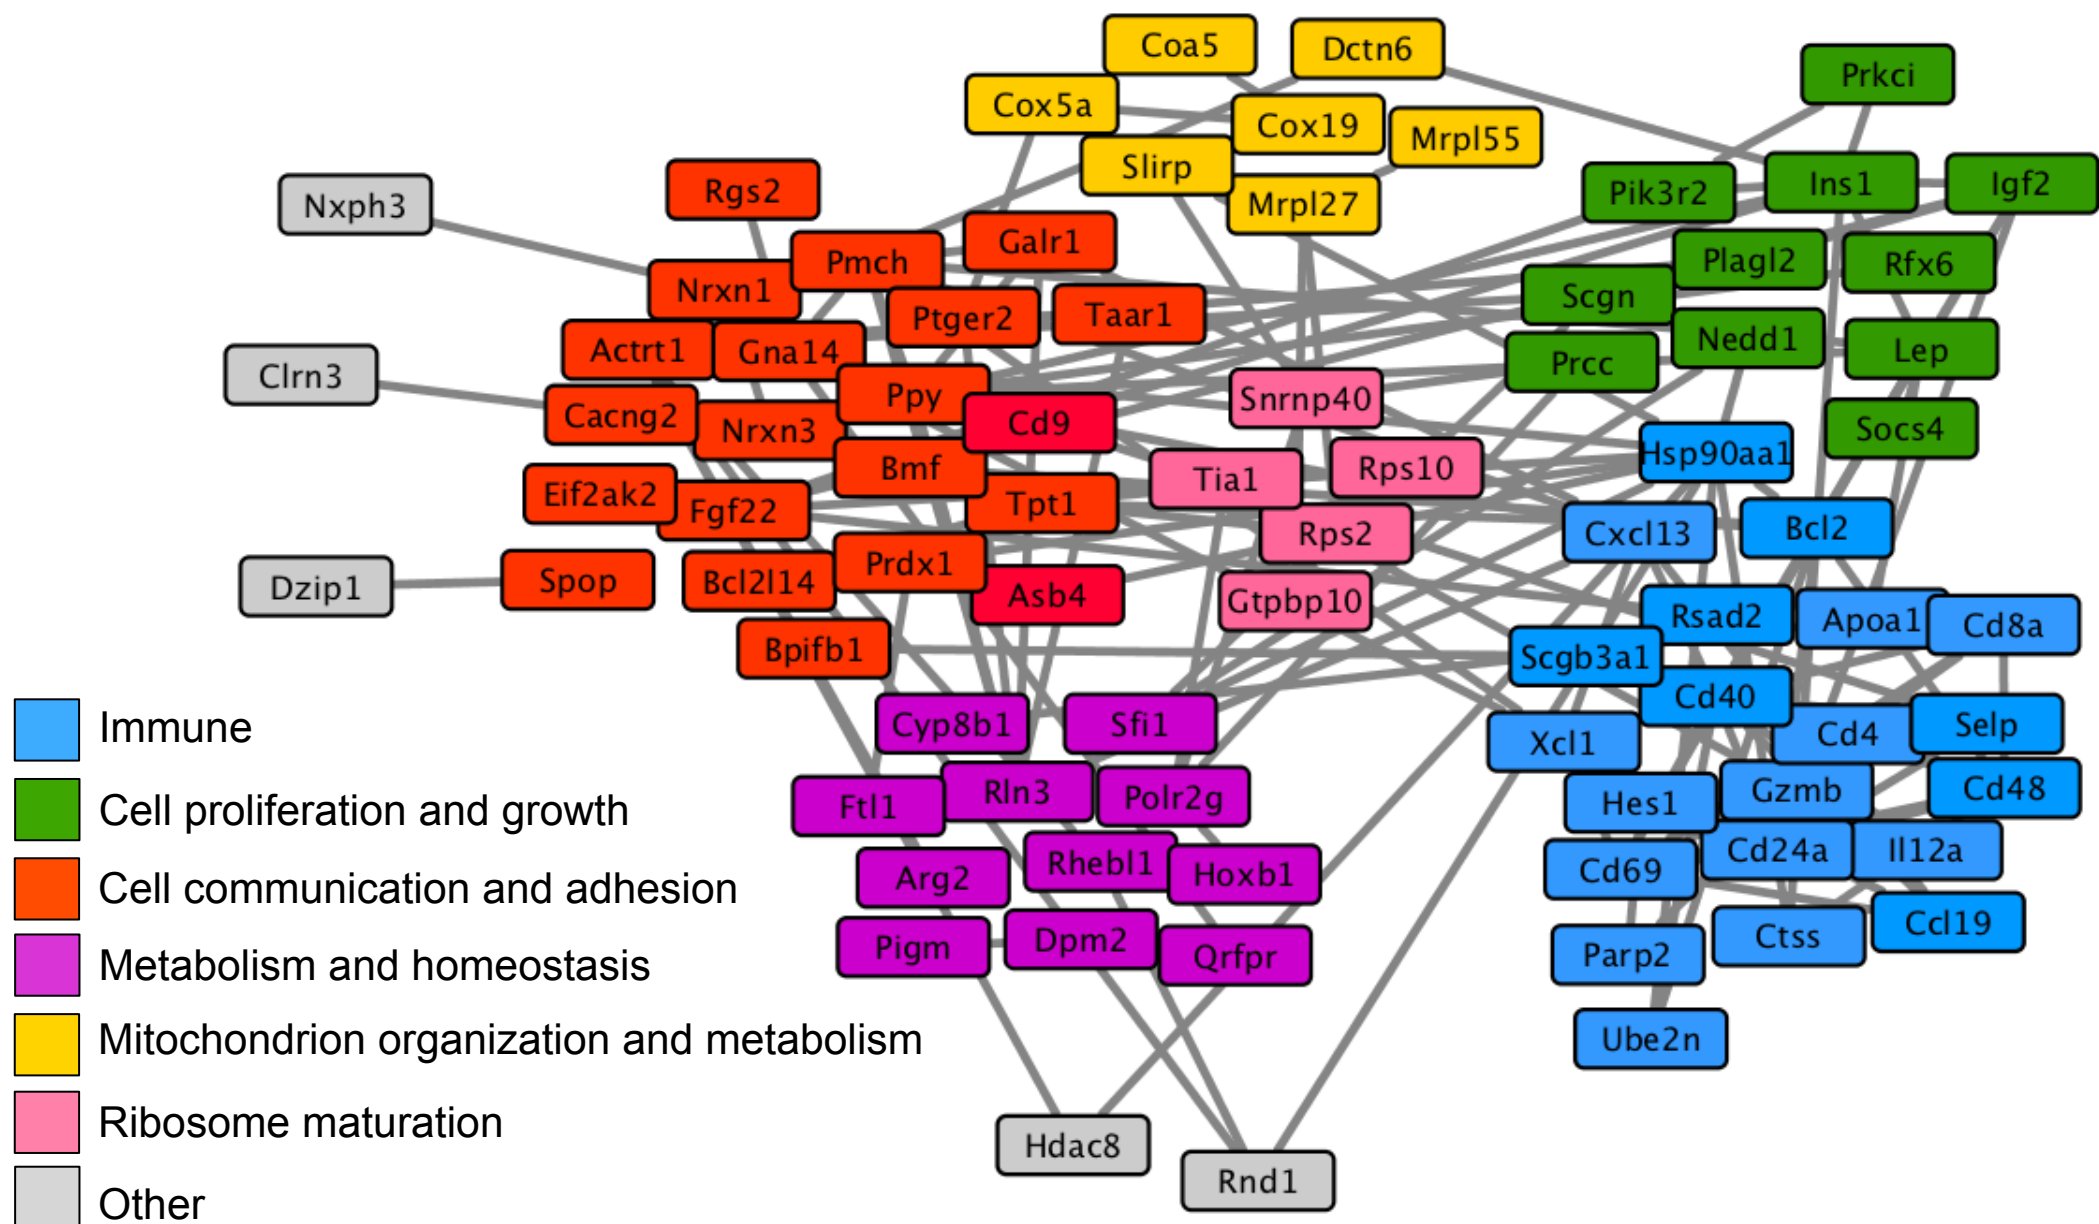 Coa5
Dctn6
Prkci
Cox5a
Cox19
Mrpl55
Slirp
Mrpl27
Pik3r2
Ins1
Igf2
Nxph3
Rgs2
Galr1
Pmch
Nrxn1
Ptger2
Taar1
Plagl2
Rfx6
Scgn
Nedd1
Lep
Prcc
Actrt1
Gna14
Clrn3
Ppy
Snrnp40
Cacng2
Nrxn3
Cd9
Socs4
Bmf
Tia1
Rps10
Hsp90aa1
Eif2ak2
Fgf22
Tpt1
Rps2
Cxcl13
Bcl2
Dzip1
Spop
Bcl2l14
Prdx1
Asb4
Gtpbp10
Rsad2
Apoa1
Cd8a
Bpifb1
Scgb3a1
Cd40
Cyp8b1
Sfi1
Xcl1
Cd4
Selp
Ftl1
Rln3
Polr2g
Hes1
Gzmb
Cd48
Arg2
Rhebl1
Hoxb1
Cd69
Cd24a
Il12a
Pigm
Dpm2
Qrfpr
Parp2
Ctss
Ccl19
Ube2n
Hdac8
Rnd1
Immune
Cell proliferation and growth
Cell communication and adhesion
Metabolism and homeostasis
Mitochondrion organization and metabolism
Ribosome maturation
Other